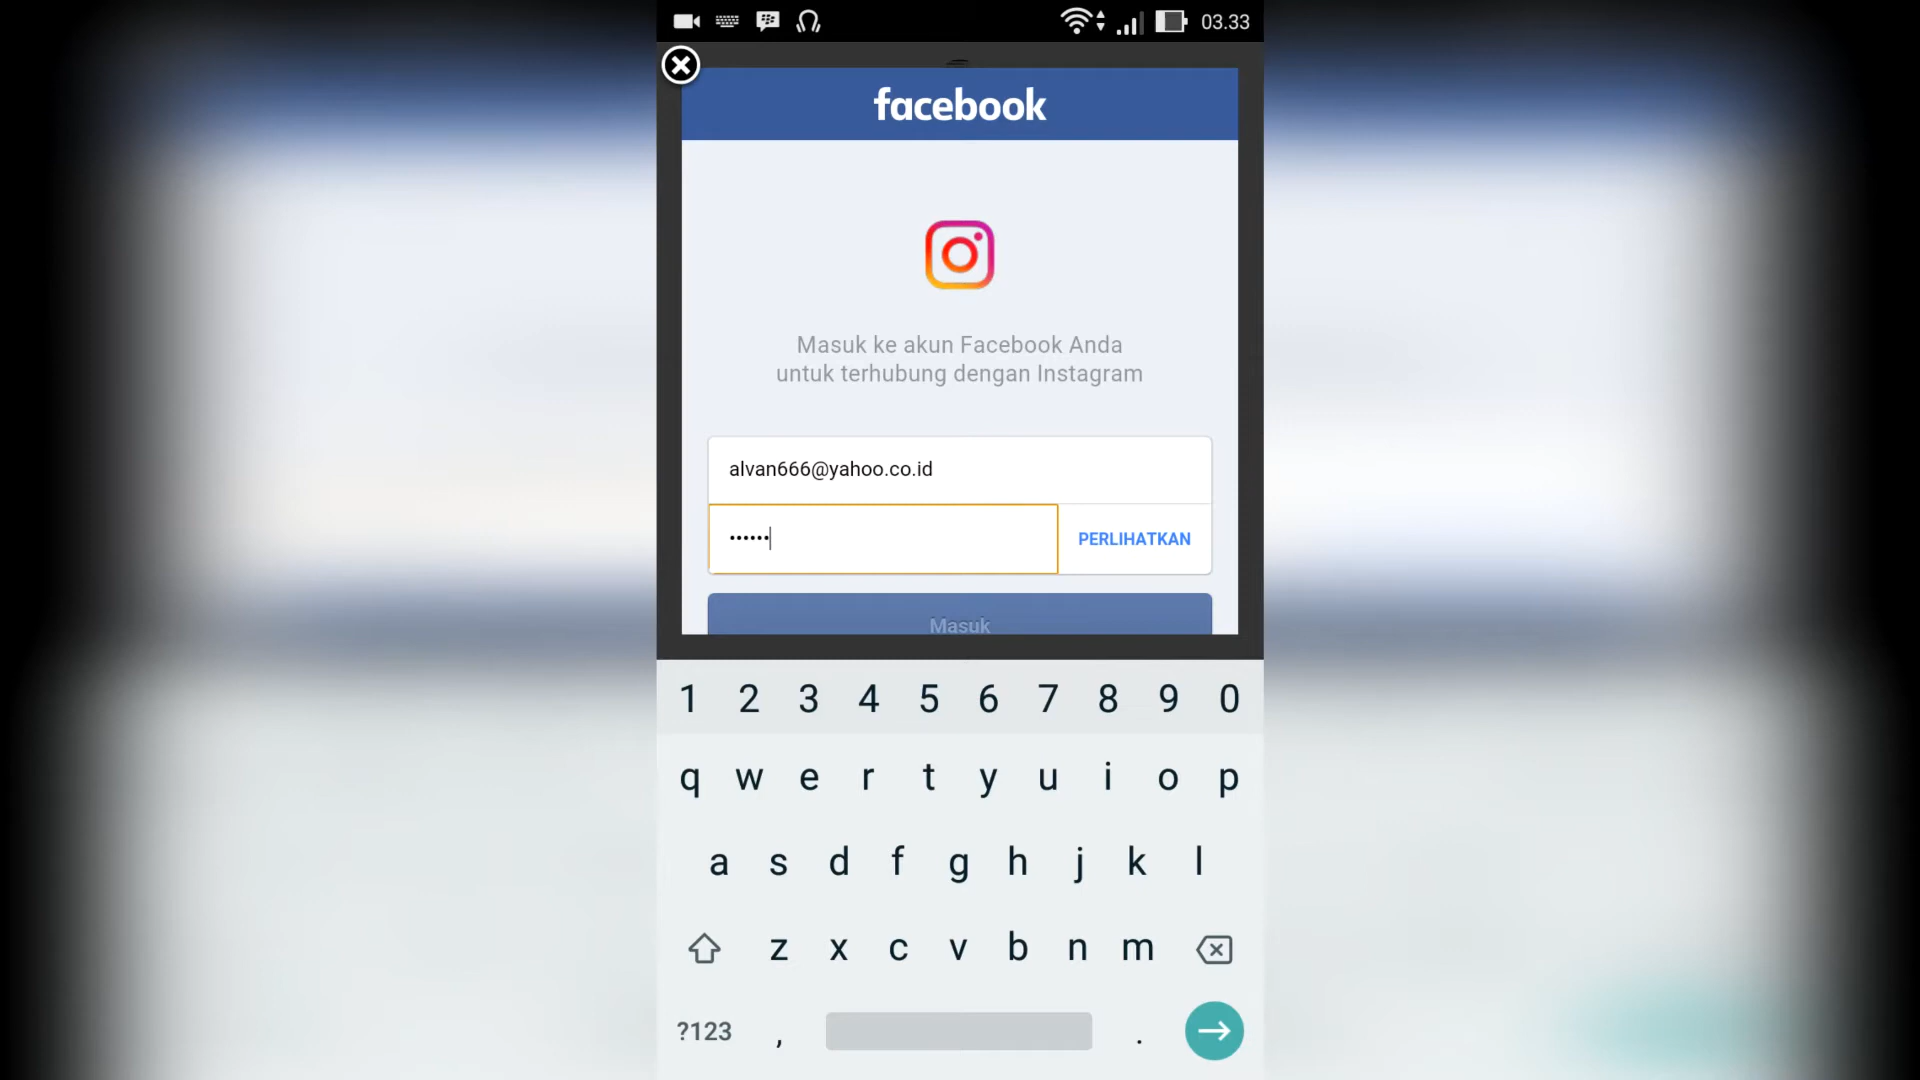 03.33
facebook
Masuk ke akun Facebook Anda
untuk terhubung dengan Instagram
alvan666@yahoo.co.id
••••••
PERLIHATKAN
Masuk
1 2 3 4 5 6 7 8 9 0
q w e r t y u i o p
a s d f g h j k l
z x c v b n m
?123 , .